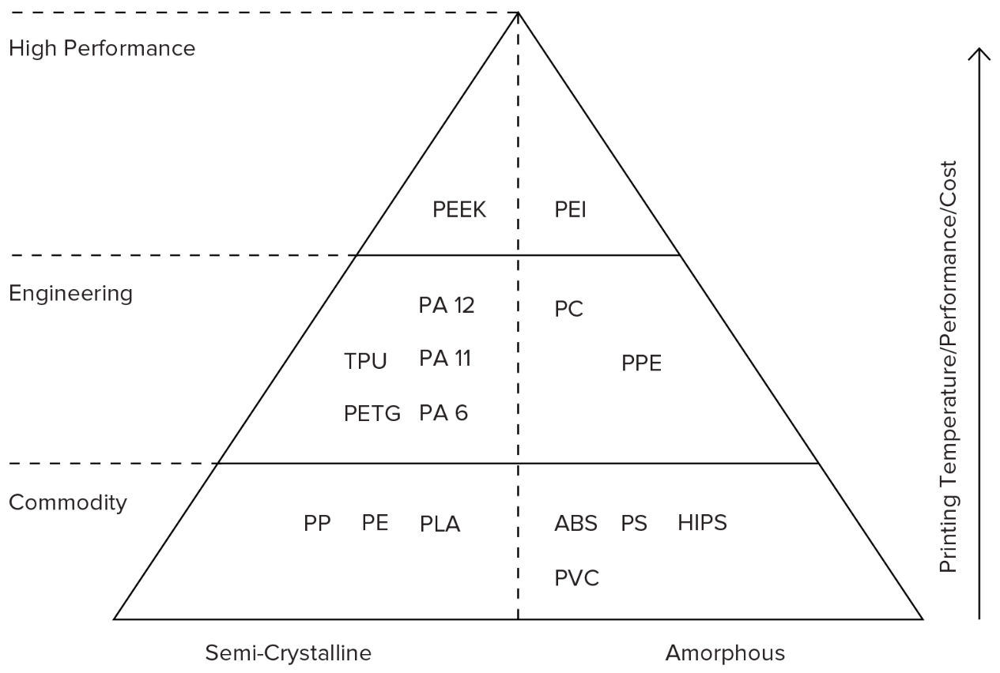 High Performance
PEEK PEI
Engineering
PA 12 PC
TPU PA 11 PPE
PETG PA 6
Commodity
PP PE PLA ABS PS HIPS
PVC
Semi-Crystalline Amorphous
Printing Temperature/Performance/Cost